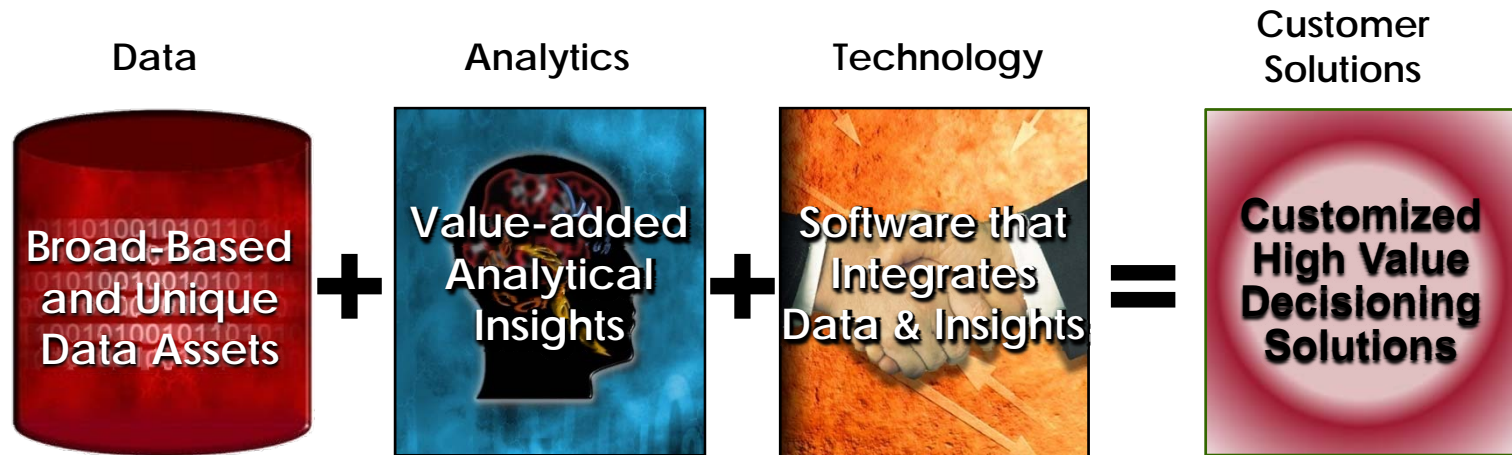 Data
Analytics
Technology
Customer
Solutions
Broad-Based
and Unique
Data Assets
+
Value-added
Analytical
Insights
+
Software that
Integrates
Data & Insights
=
Customized
High Value
Decisioning
Solutions